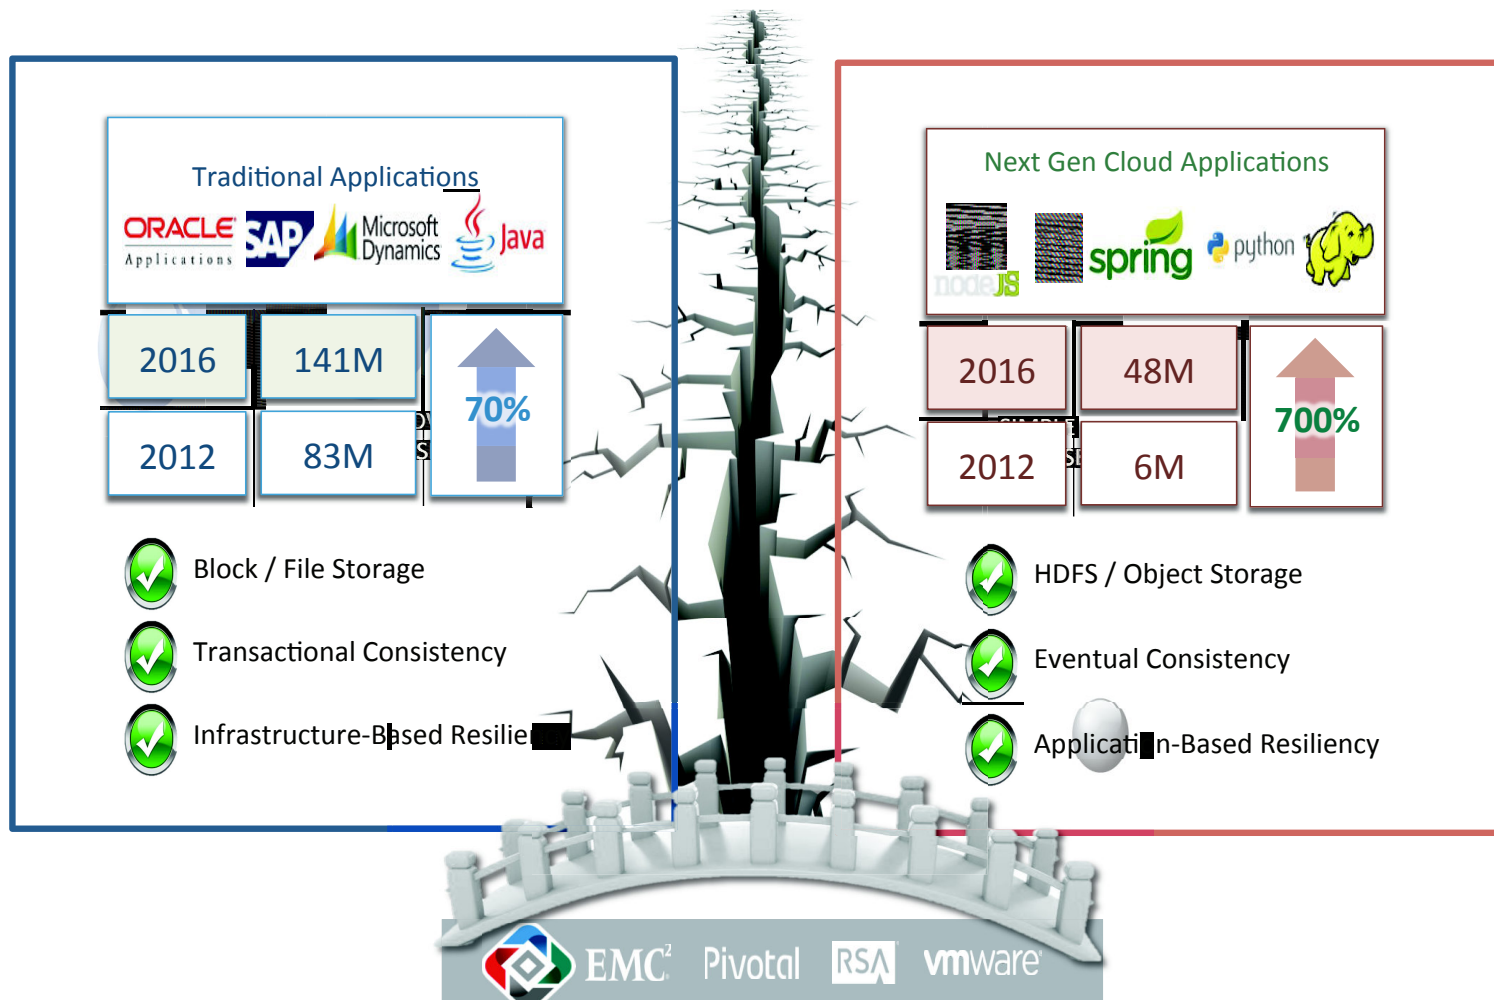 Traditional Applications
ORACLE
Applications
SAP
Microsoft
Dynamics
Java
2016
141M
70%
2012
83M
Block / File Storage
Transactional Consistency
Infrastructure-Based
Next Gen Cloud Applications
nodeJS
spring
python
2016
48M
700%
SIMPLE
2012
6M
HDFS / Object Storage
Eventual Consistency
Application-Based Resiliency
EMC²
Pivotal
RSA
vmware